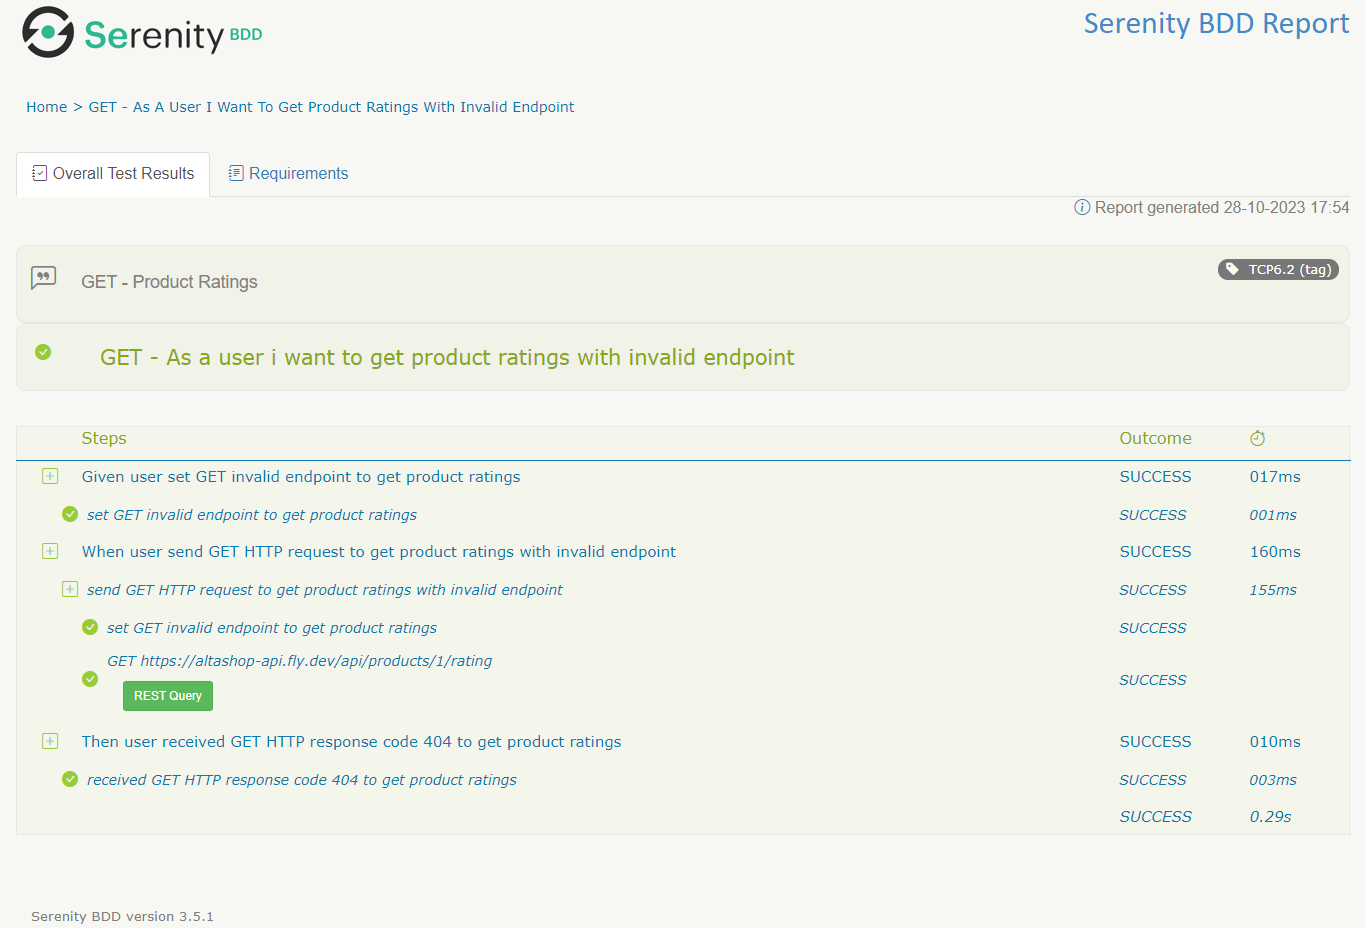 Serenity BDD
Serenity BDD Report
Home > GET - As A User I Want To Get Product Ratings With Invalid Endpoint
Overall Test Results
Requirements
Report generated 28-10-2023 17:54
GET - Product Ratings
TCP6.2 (tag)
GET - As a user i want to get product ratings with invalid endpoint
Steps Outcome
Given user set GET invalid endpoint to get product ratings SUCCESS 017ms
set GET invalid endpoint to get product ratings SUCCESS 001ms
When user send GET HTTP request to get product ratings with invalid endpoint SUCCESS 160ms
send GET HTTP request to get product ratings with invalid endpoint SUCCESS 155ms
set GET invalid endpoint to get product ratings SUCCESS
GET https://altashop-api.fly.dev/api/products/1/rating
SUCCESS
REST Query
Then user received GET HTTP response code 404 to get product ratings SUCCESS 010ms
received GET HTTP response code 404 to get product ratings SUCCESS 003ms
SUCCESS 0.29s
Serenity BDD version 3.5.1